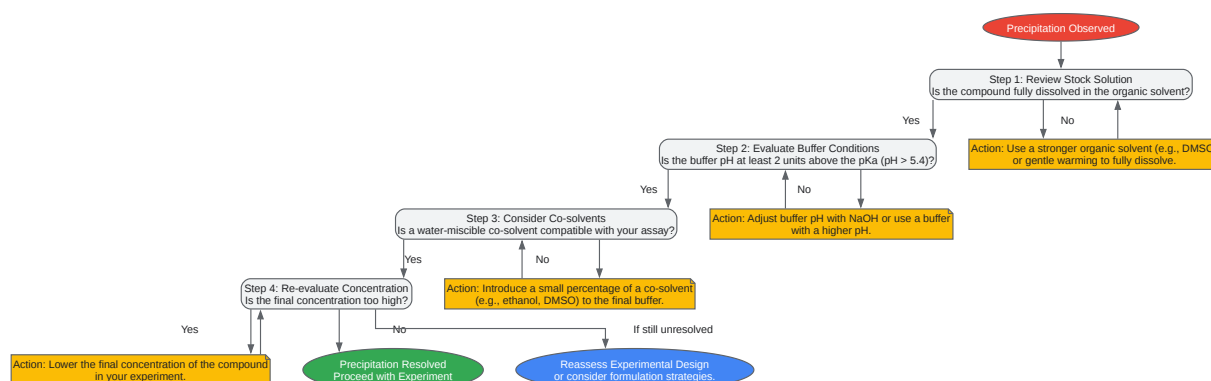 Precipitation Observed
Step 1: Review Stock Solution
Is the compound fully dissolved in the organic solvent?
Yes
No
Action: Use a stronger organic solvent (e.g., DMSO
or gentle warming to fully dissolve.
Step 2: Evaluate Buffer Conditions
Is the buffer pH at least 2 units above the pKa (pH > 5.4)?
Yes
No
Action: Adjust buffer pH with NaOH or use a buffer
with a higher pH.
Step 3: Consider Co-solvents
Is a water-miscible co-solvent compatible with your assay?
Yes
No
Action: Introduce a small percentage of a co-solvent
(e.g., ethanol, DMSO) to the final buffer.
Step 4: Re-evaluate Concentration
Is the final concentration too high?
Yes
No
If still unresolved
Action: Lower the final concentration of the compound
in your experiment.
Precipitation Resolved
Proceed with Experiment
Reassess Experimental Design
or consider formulation strategies.